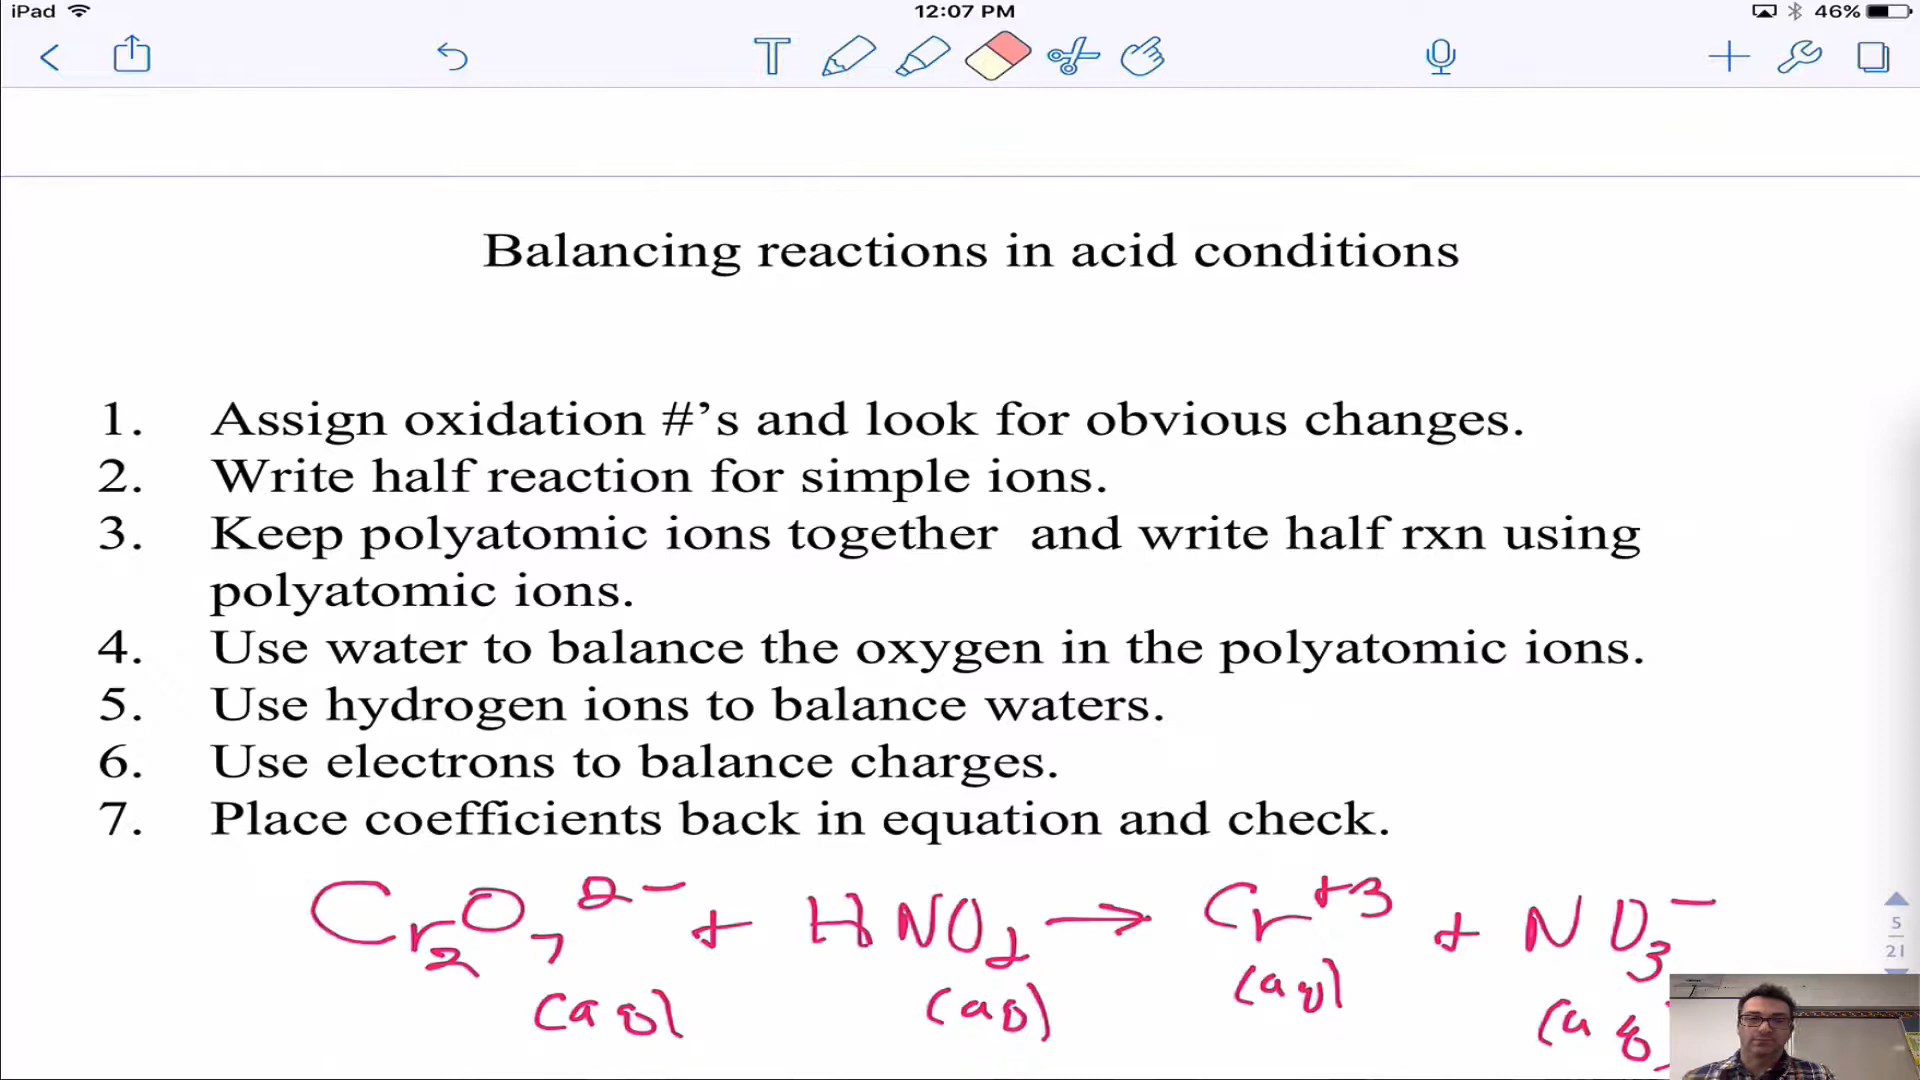 iPad 12:07 PM 46%
T
Balancing reactions in acid conditions
1. Assign oxidation #’s and look for obvious changes.
2. Write half reaction for simple ions.
3. Keep polyatomic ions together and write half rxn using
polyatomic ions.
4. Use water to balance the oxygen in the polyatomic ions.
5. Use hydrogen ions to balance waters.
6. Use electrons to balance charges.
7. Place coefficients back in equation and check.
Cr₂O₇²⁻ + HNO₂ → Cr⁺³ + NO₃⁻
(aq) (aq) (aq) (aq)
5
21